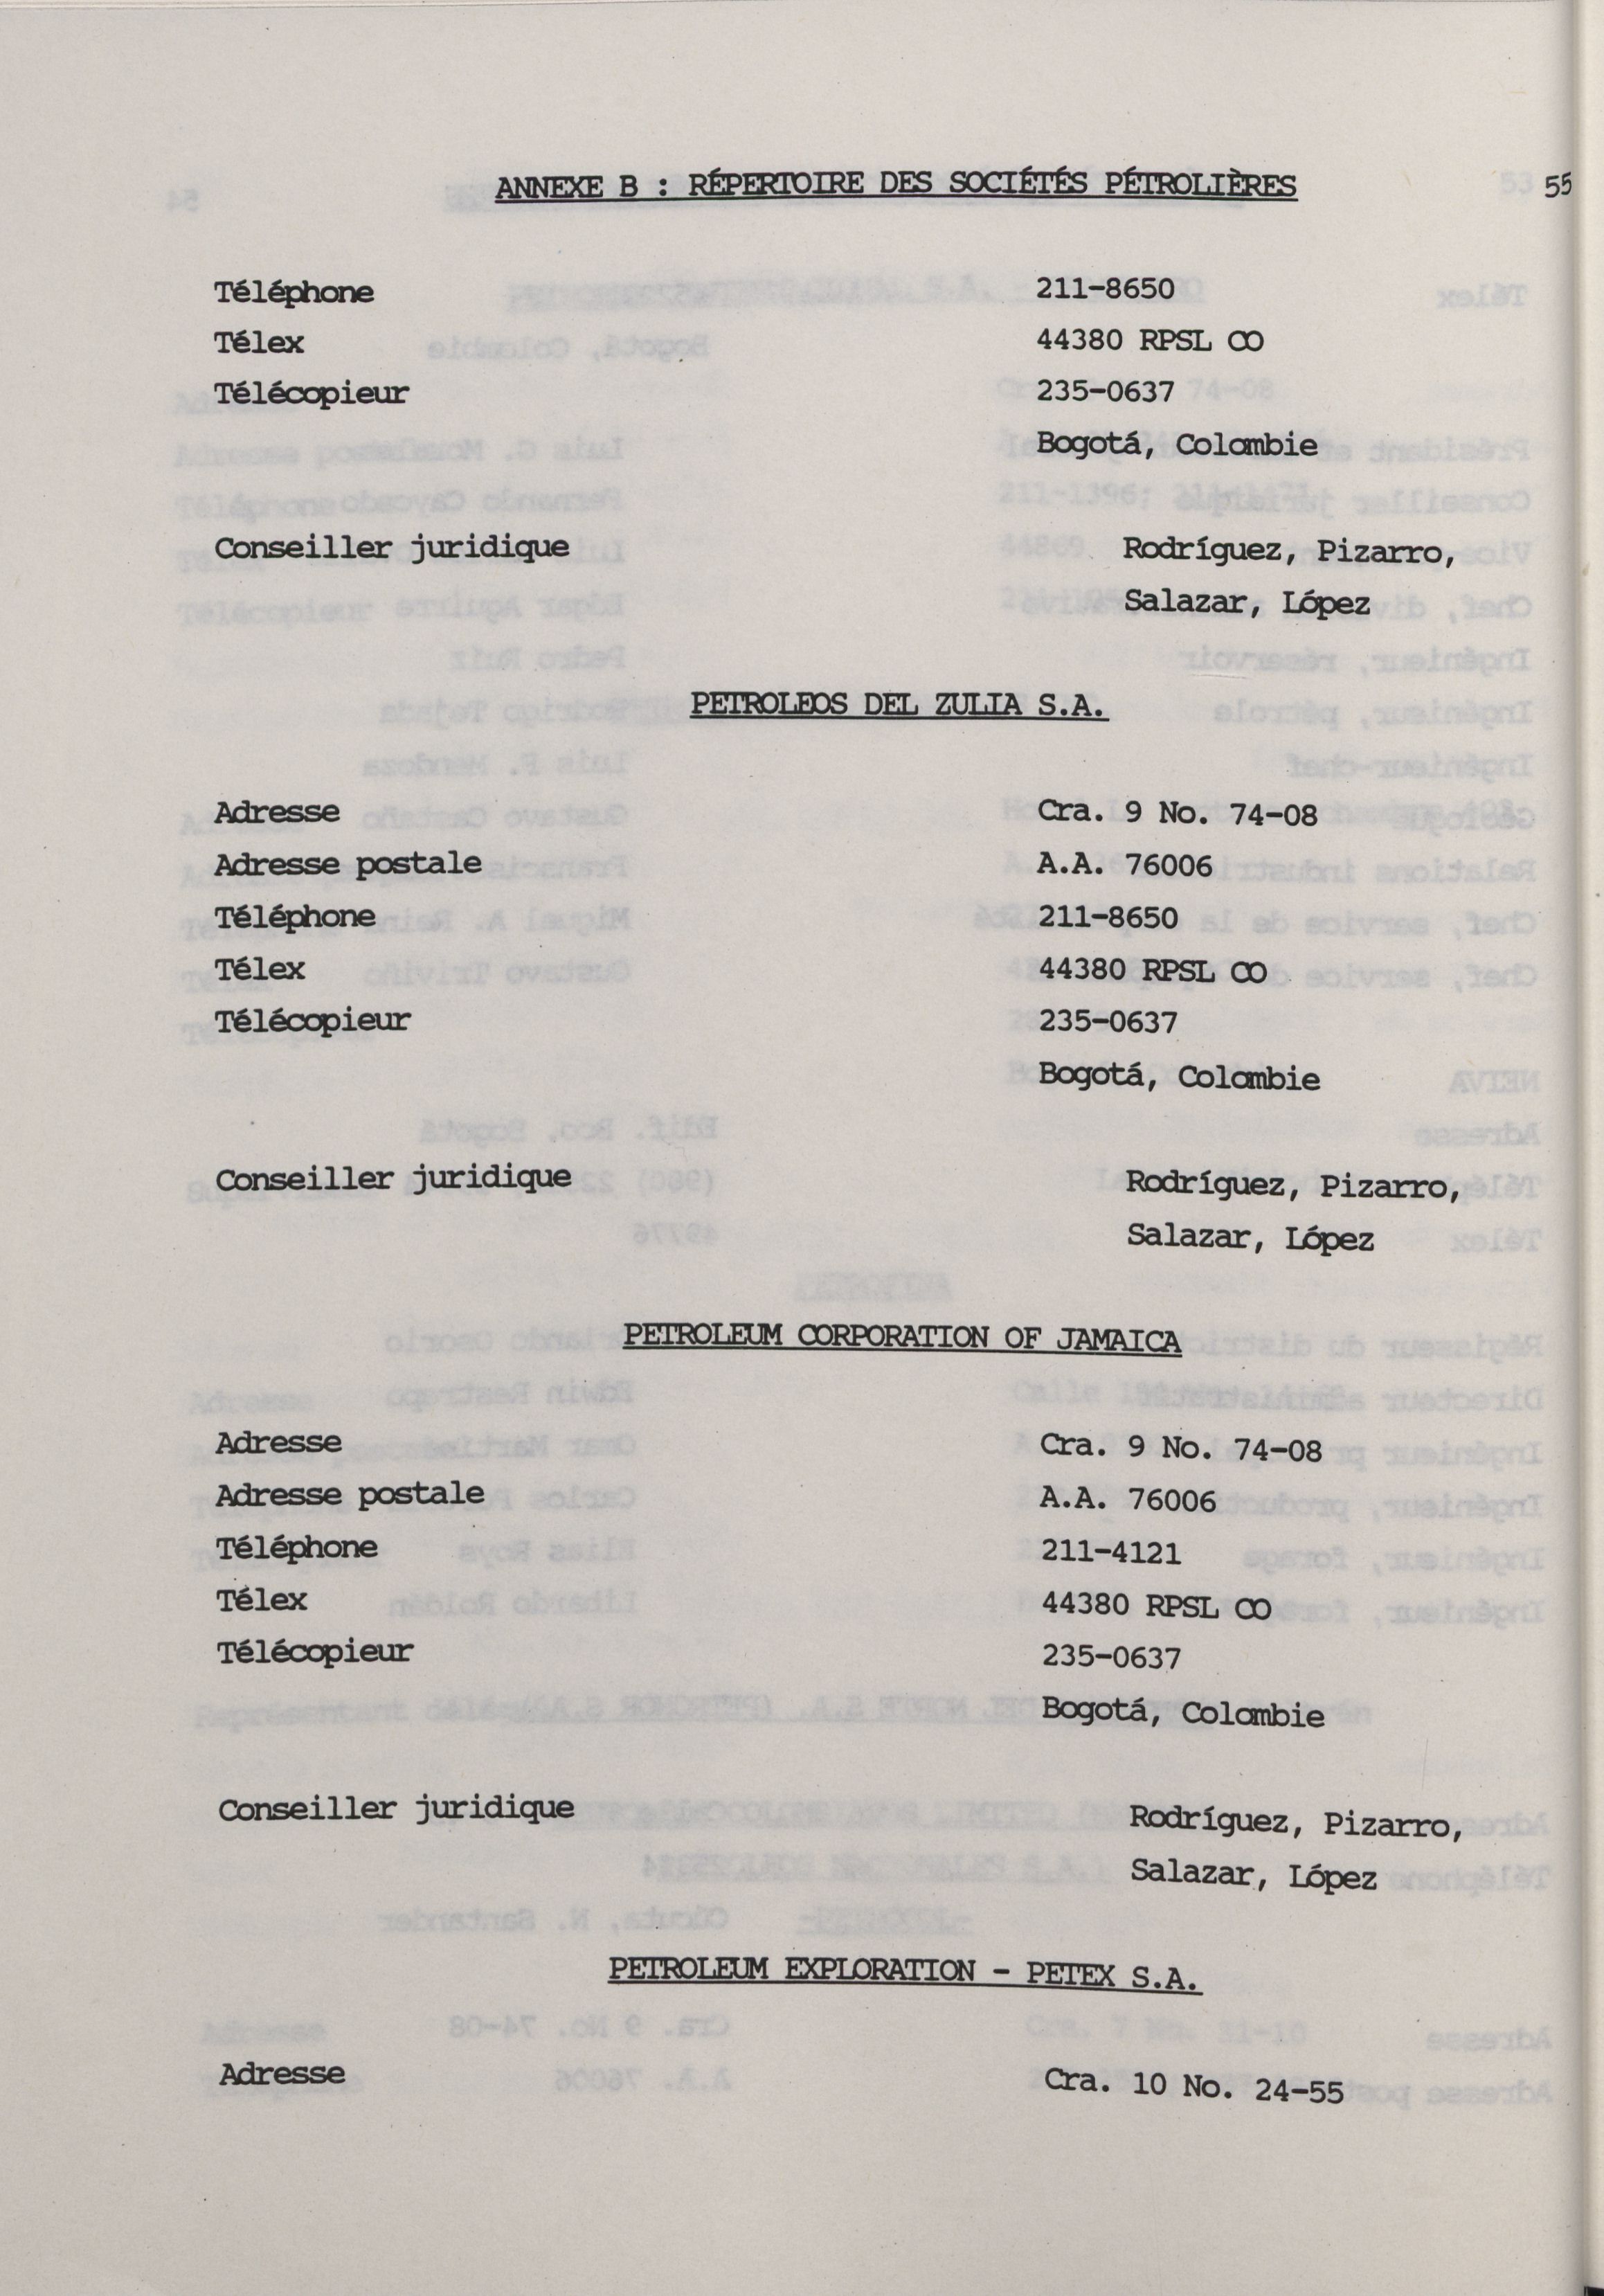 ANNEXE B : RÉPERTOIRE DES SOCIÉTÉS PÉTROLIÈRES 55
Téléphone 211-8650
Télex 44380 RPSL CO
Télécopieur 235-0637
Bogotá, Colombie
Conseiller juridique Rodríguez, Pizarro,
Salazar, López
PETROLEOS DEL ZULIA S.A.
Adresse Cra. 9 No. 74-08
Adresse postale A.A. 76006
Téléphone 211-8650
Télex 44380 RPSL CO
Télécopieur 235-0637
Bogotá, Colombie
Conseiller juridique Rodríguez, Pizarro,
Salazar, López
PETROLEUM CORPORATION OF JAMAICA
Adresse Cra. 9 No. 74-08
Adresse postale A.A. 76006
Téléphone 211-4121
Télex 44380 RPSL CO
Télécopieur 235-0637
Bogotá, Colombie
Conseiller juridique Rodríguez, Pizarro,
Salazar, López
PETROLEUM EXPLORATION - PETEX S.A.
Adresse Cra. 10 No. 24-55